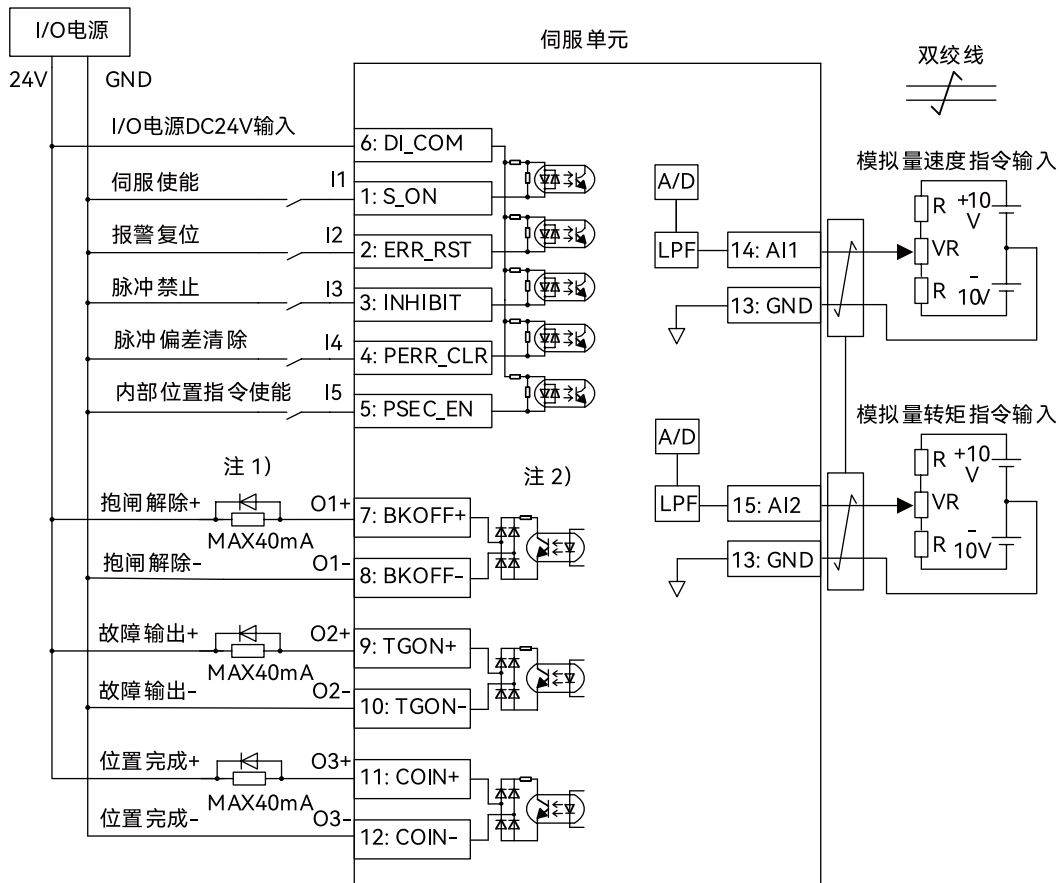 I/O电源
24V
GND
伺服单元
双绞线
I/O电源DC24V输入
6: DI_COM
伺服使能
I1
1: S_ON
报警复位
I2
2: ERR_RST
脉冲禁止
I3
3: INHIBIT
脉冲偏差清除
I4
4: PERR_CLR
内部位置指令使能
I5
5: PSEC_EN
A/D
LPF
14: AI1
13: GND
模拟量速度指令输入
R
+10
V
VR
R
-
10V
注 1)
注 2)
抱闸解除+
MAX40mA
O1+
7: BKOFF+
抱闸解除-
O1-
8: BKOFF-
A/D
LPF
15: AI2
13: GND
模拟量转矩指令输入
R
+10
V
VR
R
-
10V
故障输出+
MAX40mA
O2+
9: TGON+
故障输出-
O2-
10: TGON-
位置完成+
MAX40mA
O3+
11: COIN+
位置完成-
O3-
12: COIN-